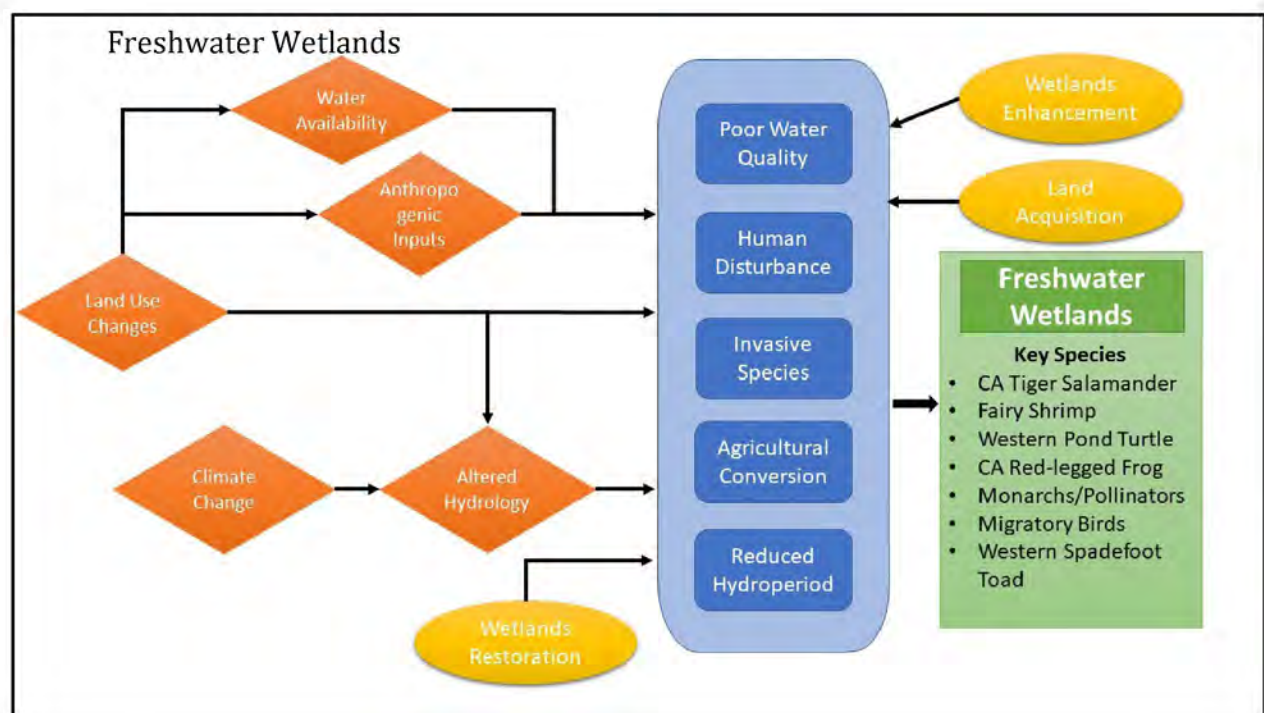 Freshwater Wetlands
Water
Availability
Anthropo
genic
Inputs
Land Use
Changes
Climate
Change
Altered
Hydrology
Wetlands
Restoration
Poor Water
Quality
Human
Disturbance
Invasive
Species
Agricultural
Conversion
Reduced
Hydroperiod
Wetlands
Enhancement
Land
Acquisition
Freshwater
Wetlands
Key Species
• CA Tiger Salamander
• Fairy Shrimp
• Western Pond Turtle
• CA Red-legged Frog
• Monarchs/Pollinators
• Migratory Birds
• Western Spadefoot
Toad